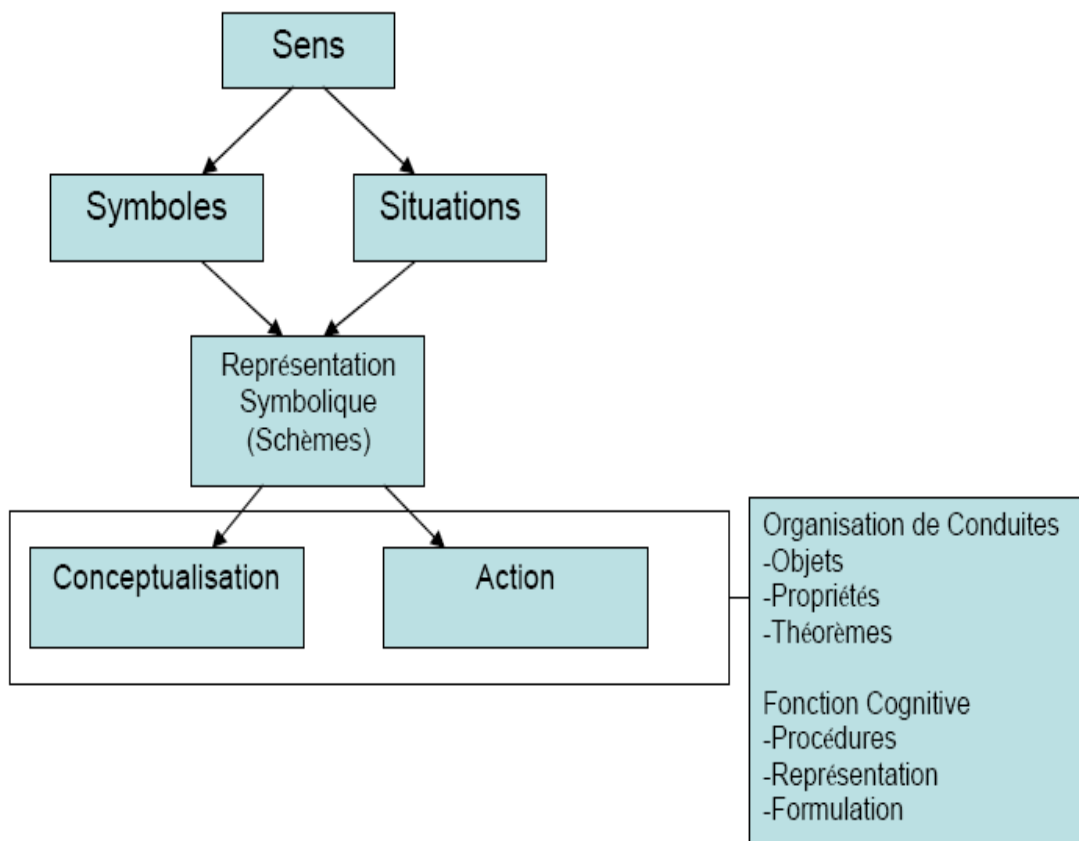 Sens
Symboles
Situations
Représentation
Symbolique
(Schèmes)
Conceptualisation
Action
Organisation de Conduites
-Objets
-Propriétés
-Théorèmes
Fonction Cognitive
-Procédures
-Représentation
-Formulation